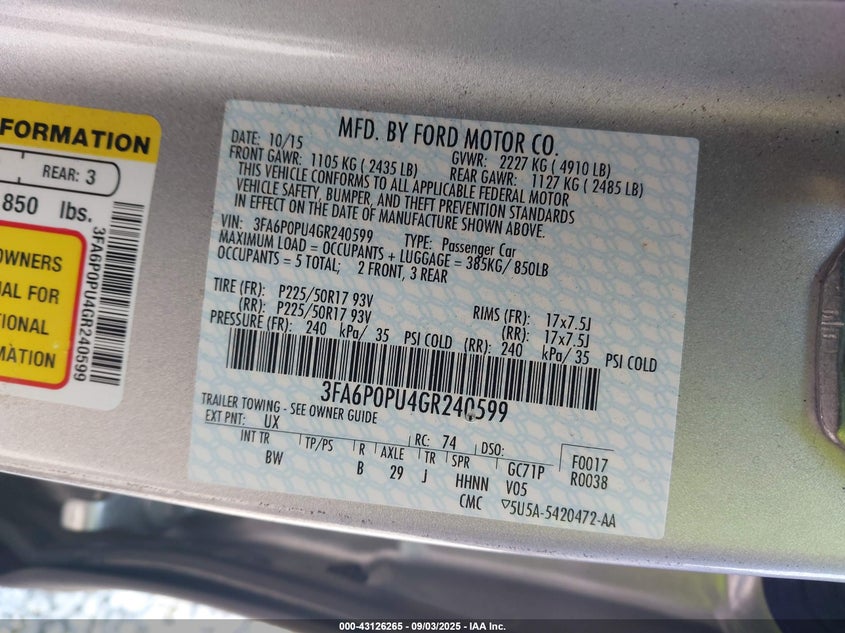 FORMATION
REAR: 3
850 lbs.
3FA6P0PU4GR240599
OWNERS
AL FOR
TIONAL
MÀTION
MFD. BY FORD MOTOR CO.
DATE: 10/15 GVWR: 2227 KG ( 4910 LB)
FRONT GAWR: 1105 KG ( 2435 LB) REAR GAWR: 1127 KG ( 2485 LB)
THIS VEHICLE CONFORMS TO ALL APPLICABLE FEDERAL MOTOR
VEHICLE SAFETY, BUMPER, AND THEFT PREVENTION STANDARDS
IN EFFECT ON THE DATE OF MANUFACTURE SHOWN ABOVE.
VIN: 3FA6P0PU4GR240599 TYPE: Passenger Car
MAXIMUM LOAD = OCCUPANTS + LUGGAGE = 385KG/ 850LB
OCCUPANTS = 5 TOTAL; 2 FRONT, 3 REAR
TIRE (FR): P225/50R17 93V RIMS (FR): 17x7.5J
(RR): P225/50R17 93V (RR): 17x7.5J
PRESSURE (FR): 240 kPa/ 35 PSI COLD (RR): 240 kPa/ 35 PSI COLD
3FA6P0PU4GR240599
TRAILER TOWING - SEE OWNER GUIDE
EXT PNT: UX RC: 74 DSO: F0017
INT TR TP/PS R AXLE TR SPR GC71P R0038
BW B 29 J HHNN V05
CMC ▽5U5A-5420472-AA
000-43126265 - 09/03/2025 - IAA Inc.